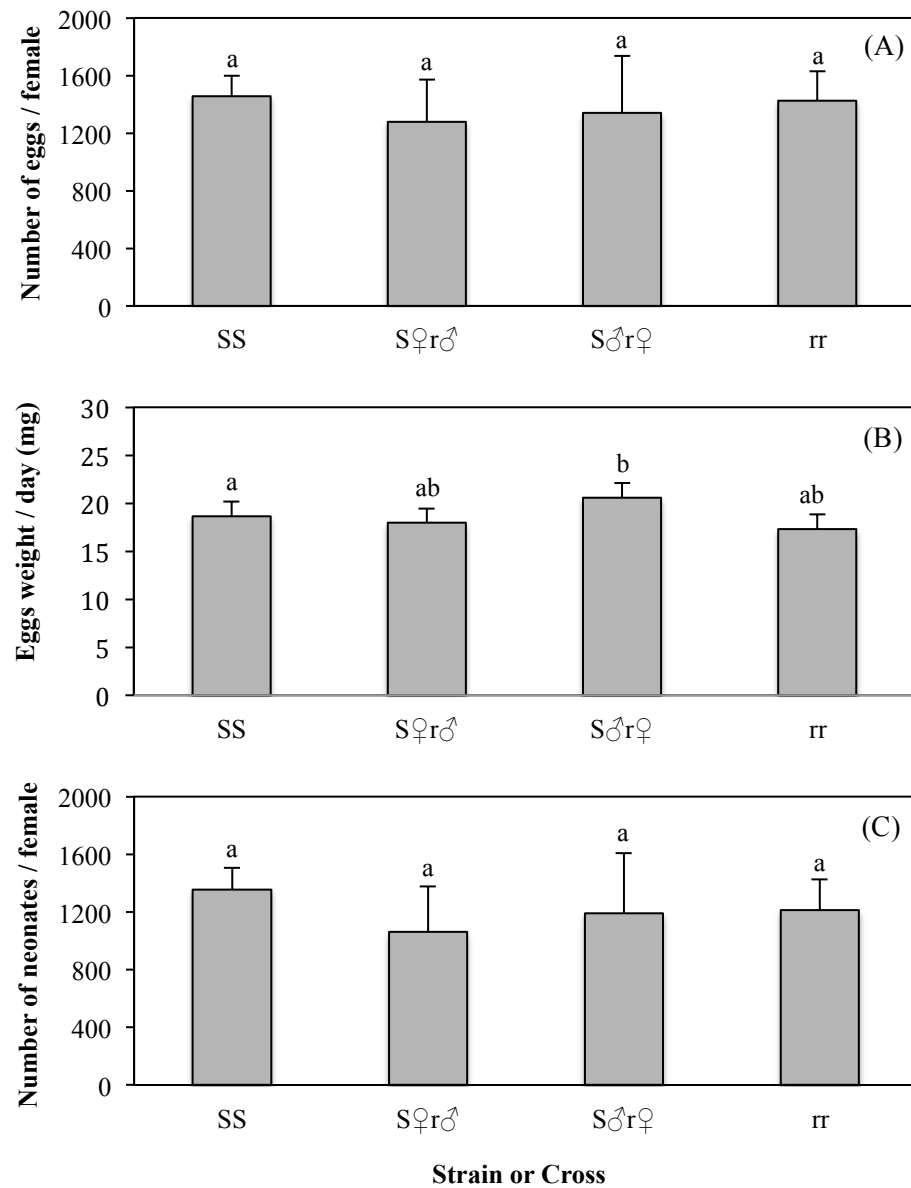 (A)
Number of eggs / female
2000
1600
1200
800
400
0
a a a a
SS S♀r♂ S♂r♀ rr
(B)
Eggs weight / day (mg)
30
25
20
15
10
5
0
a ab b ab
SS S♀r♂ S♂r♀ rr
(C)
Number of neonates / female
2000
1600
1200
800
400
0
a a a a
SS S♀r♂ S♂r♀ rr
Strain or Cross